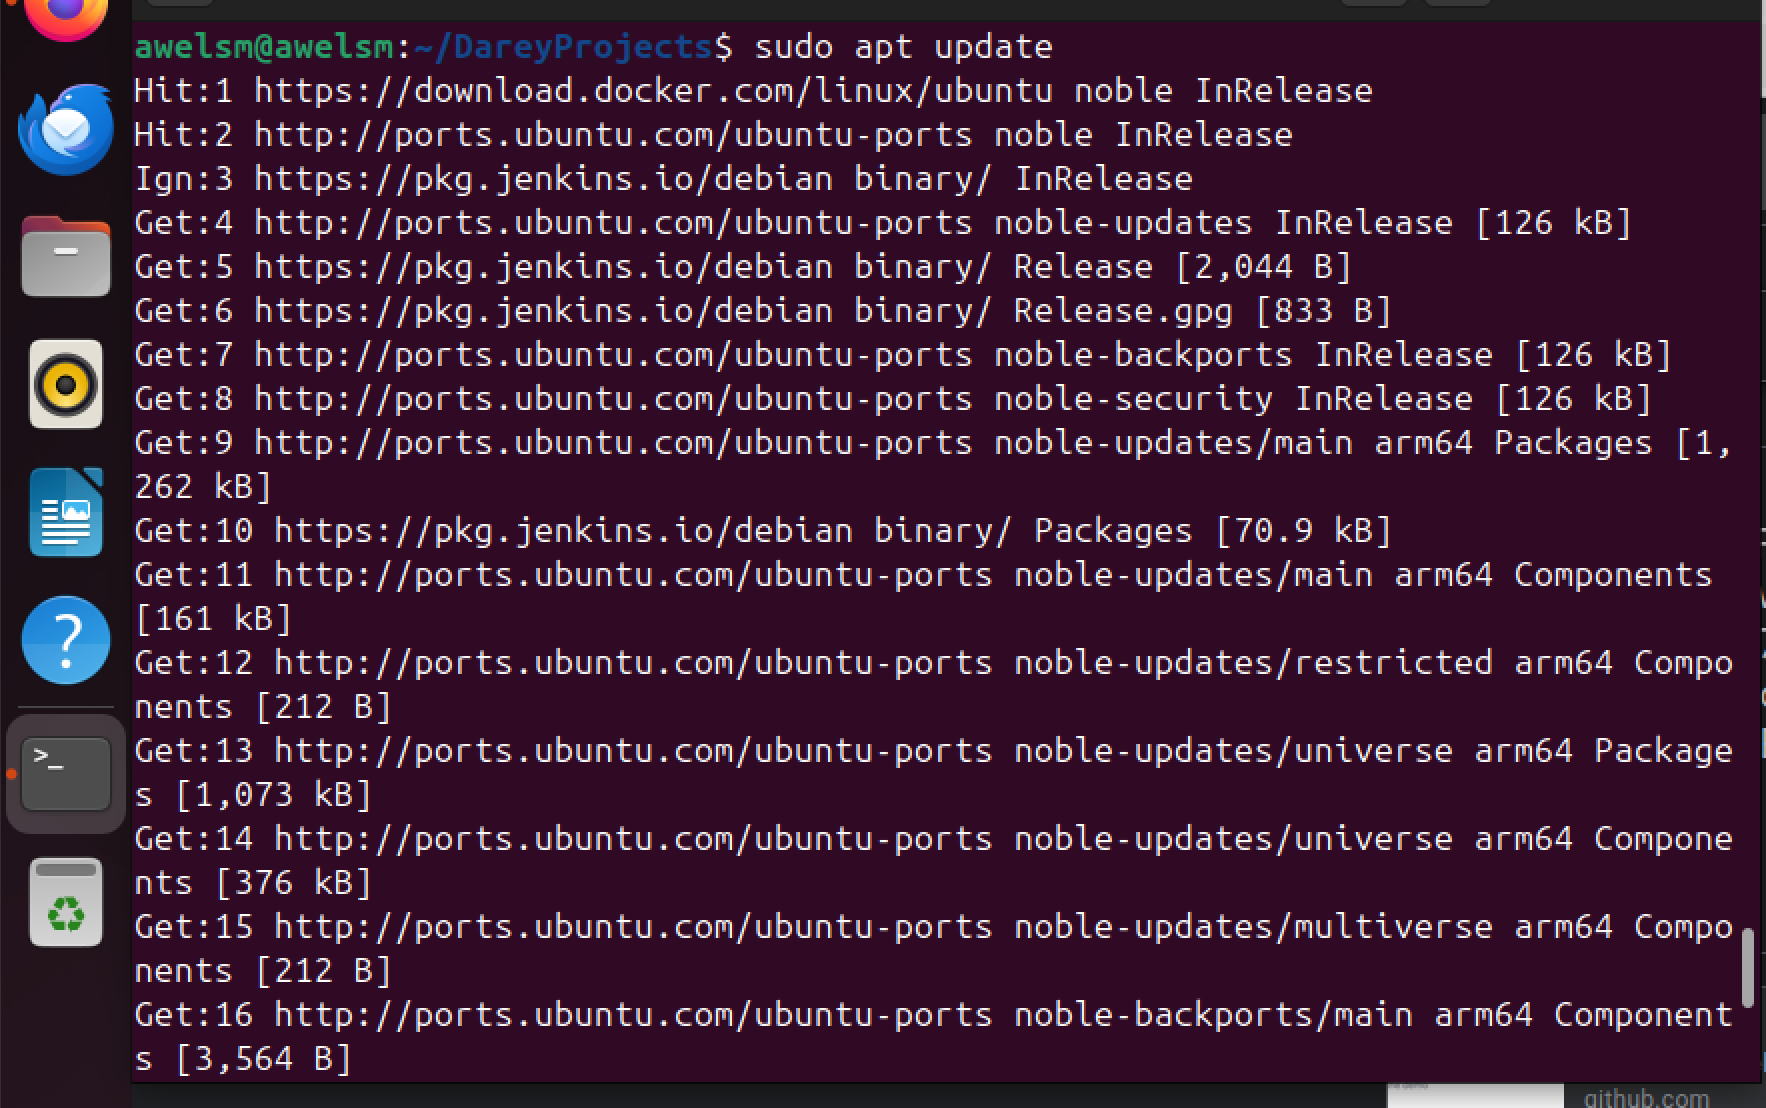 awelsm@awelsm:~/DareyProjects$ sudo apt update
Hit:1 https://download.docker.com/linux/ubuntu noble InRelease
Hit:2 http://ports.ubuntu.com/ubuntu-ports noble InRelease
Ign:3 https://pkg.jenkins.io/debian binary/ InRelease
Get:4 http://ports.ubuntu.com/ubuntu-ports noble-updates InRelease [126 kB]
Get:5 https://pkg.jenkins.io/debian binary/ Release [2,044 B]
Get:6 https://pkg.jenkins.io/debian binary/ Release.gpg [833 B]
Get:7 http://ports.ubuntu.com/ubuntu-ports noble-backports InRelease [126 kB]
Get:8 http://ports.ubuntu.com/ubuntu-ports noble-security InRelease [126 kB]
Get:9 http://ports.ubuntu.com/ubuntu-ports noble-updates/main arm64 Packages [1,
262 kB]
Get:10 https://pkg.jenkins.io/debian binary/ Packages [70.9 kB]
Get:11 http://ports.ubuntu.com/ubuntu-ports noble-updates/main arm64 Components
[161 kB]
Get:12 http://ports.ubuntu.com/ubuntu-ports noble-updates/restricted arm64 Compo
nents [212 B]
Get:13 http://ports.ubuntu.com/ubuntu-ports noble-updates/universe arm64 Package
s [1,073 kB]
Get:14 http://ports.ubuntu.com/ubuntu-ports noble-updates/universe arm64 Compone
nts [376 kB]
Get:15 http://ports.ubuntu.com/ubuntu-ports noble-updates/multiverse arm64 Compo
nents [212 B]
Get:16 http://ports.ubuntu.com/ubuntu-ports noble-backports/main arm64 Component
s [3,564 B]
github.com